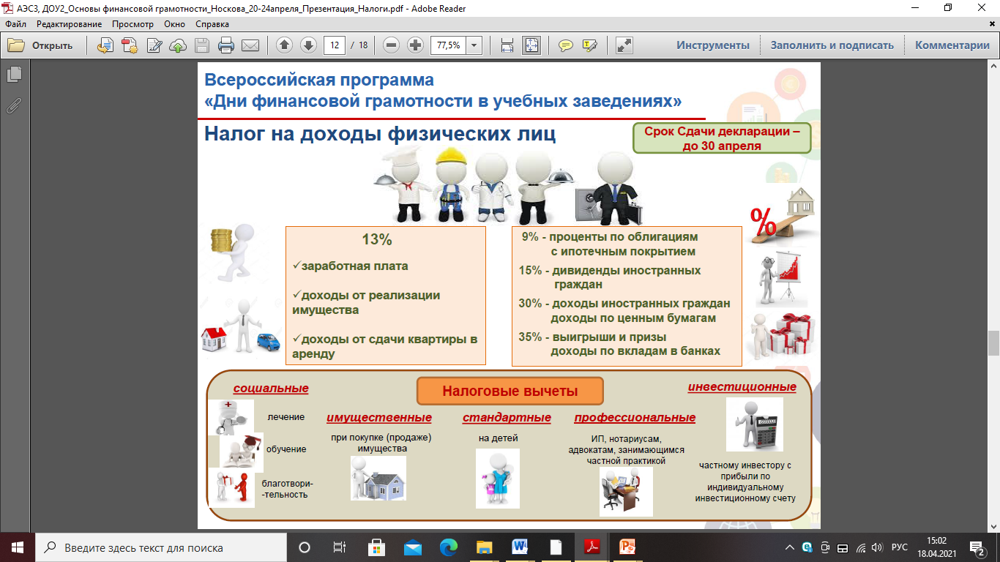 АЭС3, ДОУ2_Основы финансовой грамотности_Носкова_20-24апреля_Презентация_Налоги.pdf - Adobe Reader
Файл Редактирование Просмотр Окно Справка
Открыть 12 / 18 77,5% Инструменты Заполнить и подписать Комментарии
Всероссийская программа
«Дни финансовой грамотности в учебных заведениях»
Налог на доходы физических лиц
Срок Сдачи декларации –
до 30 апреля
%
13%
заработная плата
доходы от реализации
имущества
доходы от сдачи квартиры в
аренду
9% - проценты по облигациям
с ипотечным покрытием
15% - дивиденды иностранных
граждан
30% - доходы иностранных граждан
доходы по ценным бумагам
35% - выигрыши и призы
доходы по вкладам в банках
Налоговые вычеты
социальные
лечение
обучение
благотвори-
-тельность
имущественные
при покупке (продаже)
имущества
стандартные
на детей
профессиональные
ИП, нотариусам,
адвокатам, занимающимся
частной практикой
инвестиционные
частному инвестору с
прибыли по
индивидуальному
инвестиционному счету
Введите здесь текст для поиска
РУС
15:02
18.04.2021
2